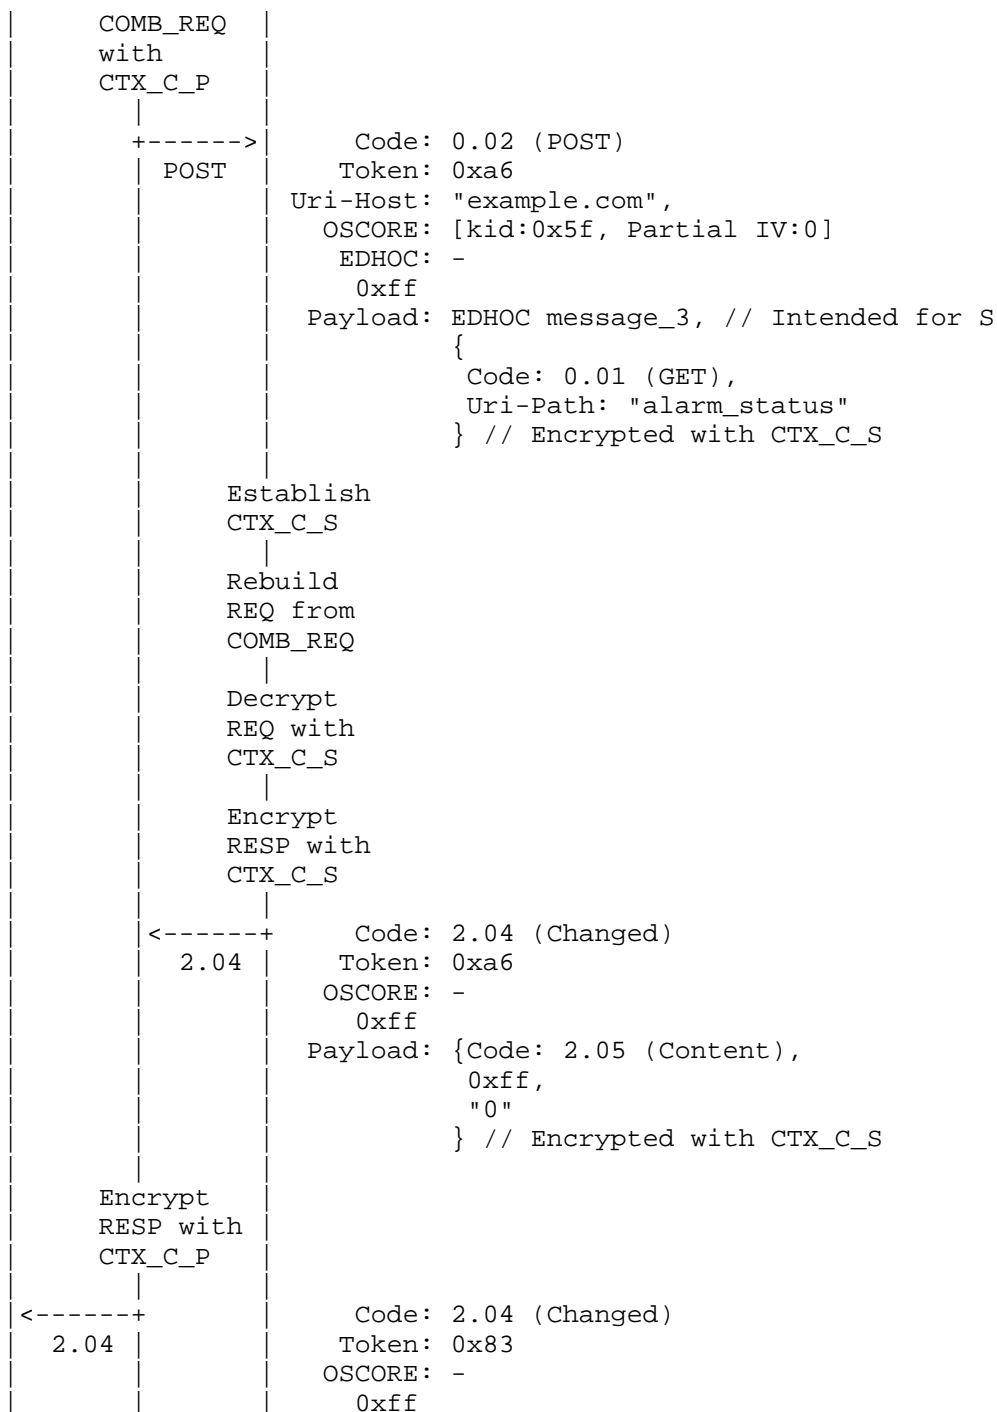 |     COMB_REQ  |
|     with      |
|     CTX_C_P   |
|       |       |
|       +------>|     Code: 0.02 (POST)
|       | POST  |    Token: 0xa6
|       |       | Uri-Host: "example.com",
|       |       |   OSCORE: [kid:0x5f, Partial IV:0]
|       |       |    EDHOC: -
|       |       |     0xff
|       |       |  Payload: EDHOC message_3, // Intended for S
|       |       |           {
|       |       |            Code: 0.01 (GET),
|       |       |            Uri-Path: "alarm_status"
|       |       |           } // Encrypted with CTX_C_S
|       |       |
|       |     Establish
|       |     CTX_C_S
|       |       |
|       |     Rebuild
|       |     REQ from
|       |     COMB_REQ
|       |       |
|       |     Decrypt
|       |     REQ with
|       |     CTX_C_S
|       |       |
|       |     Encrypt
|       |     RESP with
|       |     CTX_C_S
|       |       |
|       |<------+     Code: 2.04 (Changed)
|       |  2.04 |    Token: 0xa6
|       |       |   OSCORE: -
|       |       |     0xff
|       |       |  Payload: {Code: 2.05 (Content),
|       |       |            0xff,
|       |       |            "0"
|       |       |           } // Encrypted with CTX_C_S
|       |       |
|     Encrypt   |
|     RESP with |
|     CTX_C_P   |
|       |       |
|<------+       |     Code: 2.04 (Changed)
|  2.04 |       |    Token: 0x83
|       |       |   OSCORE: -
|       |       |     0xff